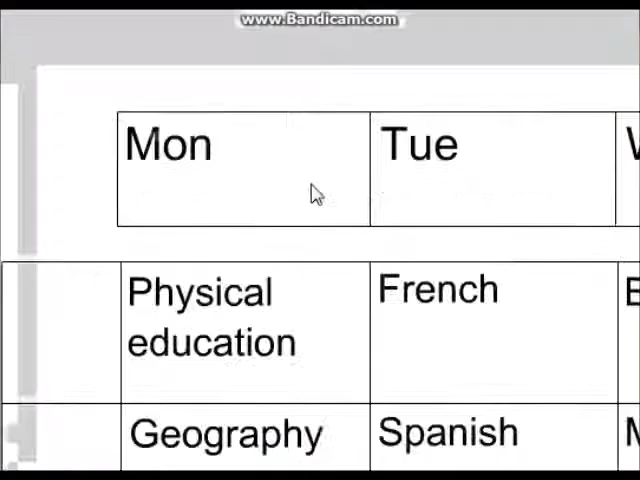 www.Bandicam.com
Mon Tue
Physical education French
Geography Spanish